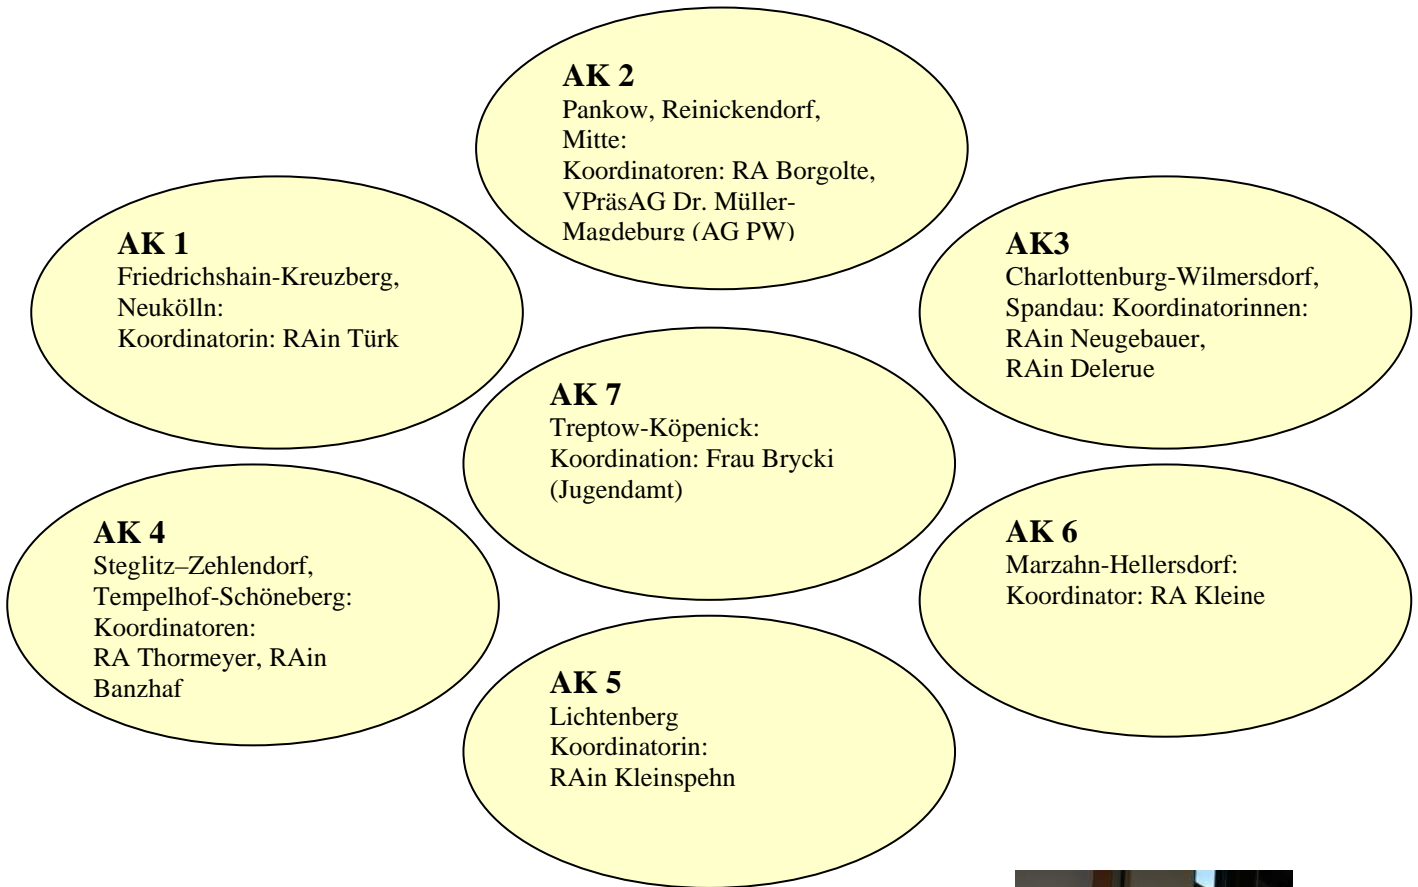 AK 2
Pankow, Reinickendorf,
Mitte:
Koordinatoren: RA Borgolte,
VPräsAG Dr. Müller-
Magdeburg (AG PW)
AK 1
Friedrichshain-Kreuzberg,
Neukölln:
Koordinatorin: RAin Türk
AK3
Charlottenburg-Wilmersdorf,
Spandau: Koordinatorinnen:
RAin Neugebauer,
RAin Delerue
AK 7
Treptow-Köpenick:
Koordination: Frau Brycki
(Jugendamt)
AK 4
Steglitz–Zehlendorf,
Tempelhof-Schöneberg:
Koordinatoren:
RA Thormeyer, RAin
Banzhaf
AK 6
Marzahn-Hellersdorf:
Koordinator: RA Kleine
AK 5
Lichtenberg
Koordinatorin:
RAin Kleinspehn